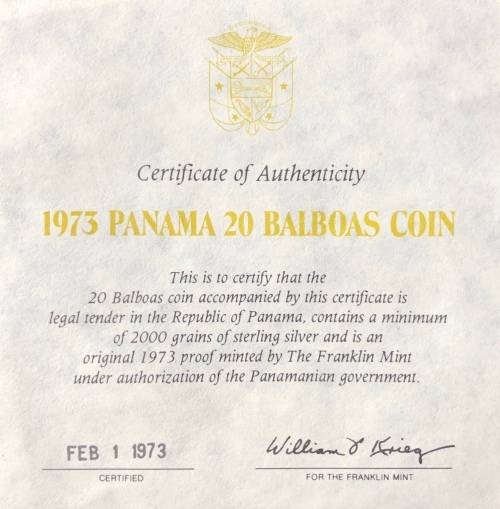 Certificate of Authenticity
1973 PANAMA 20 BALBOAS COIN
This is to certify that the
20 Balboas coin accompanied by this certificate is
legal tender in the Republic of Panama, contains a minimum
of 2000 grains of sterling silver and is an
original 1973 proof minted by The Franklin Mint
under authorization of the Panamanian government.
FEB 1 1973
CERTIFIED
William F Krieg
FOR THE FRANKLIN MINT